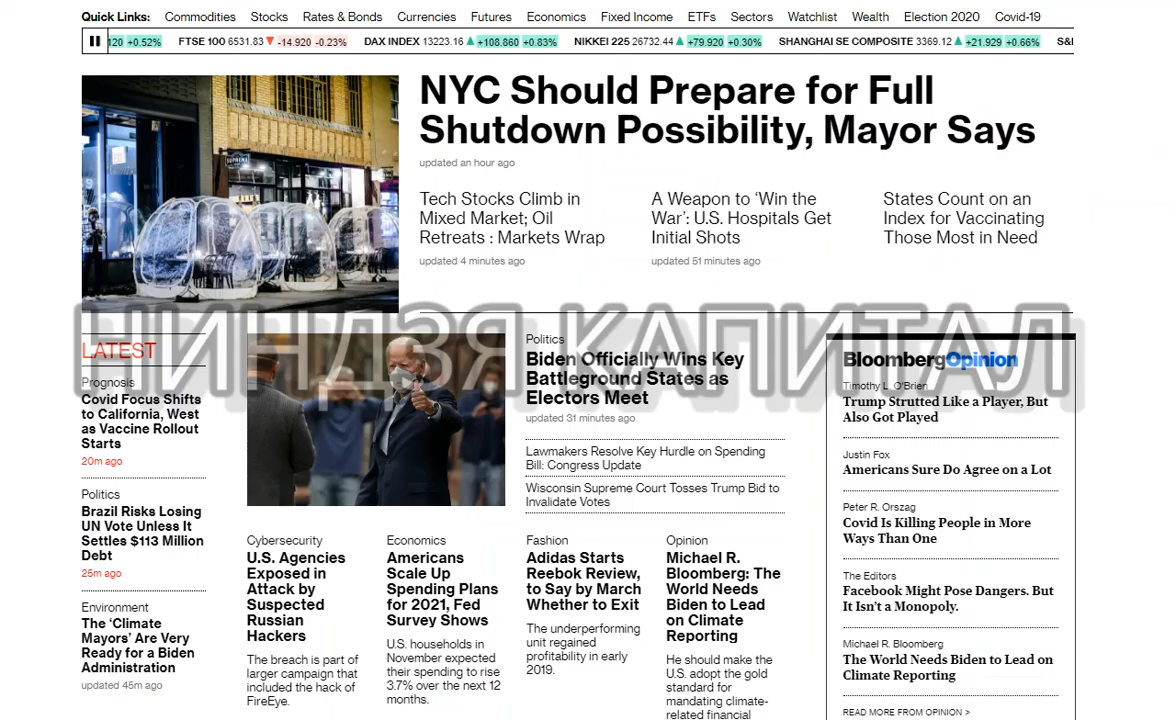 Quick Links: Commodities Stocks Rates & Bonds Currencies Futures Economics Fixed Income ETFs Sectors Watchlist Wealth Election 2020 Covid-19
120 +0.52% FTSE 100 6531.83 ▼ -14.920 -0.23% DAX INDEX 13223.16 ▲ +108.860 +0.83% NIKKEI 225 26732.44 ▲ +79.920 +0.30% SHANGHAI SE COMPOSITE 3369.12 ▲ +21.929 +0.66% S&I
NYC Should Prepare for Full
Shutdown Possibility, Mayor Says
updated an hour ago
Tech Stocks Climb in
Mixed Market; Oil
Retreats : Markets Wrap
updated 4 minutes ago
A Weapon to ‘Win the
War’: U.S. Hospitals Get
Initial Shots
updated 51 minutes ago
States Count on an
Index for Vaccinating
Those Most in Need
НИНДЗЯ КАПИТАЛ
LATEST
Prognosis
Covid Focus Shifts
to California, West
as Vaccine Rollout
Starts
20m ago
Politics
Brazil Risks Losing
UN Vote Unless It
Settles $113 Million
Debt
25m ago
Environment
The ‘Climate
Mayors’ Are Very
Ready for a Biden
Administration
updated 45m ago
Politics
Biden Officially Wins Key
Battleground States as
Electors Meet
updated 31 minutes ago
Lawmakers Resolve Key Hurdle on Spending
Bill: Congress Update
Wisconsin Supreme Court Tosses Trump Bid to
Invalidate Votes
Cybersecurity
U.S. Agencies
Exposed in
Attack by
Suspected
Russian
Hackers
The breach is part of
larger campaign that
included the hack of
FireEye.
Economics
Americans
Scale Up
Spending Plans
for 2021, Fed
Survey Shows
U.S. households in
November expected
their spending to rise
3.7% over the next 12
months.
Fashion
Adidas Starts
Reebok Review,
to Say by March
Whether to Exit
The underperforming
unit regained
profitability in early
2019.
Opinion
Michael R.
Bloomberg: The
World Needs
Biden to Lead
on Climate
Reporting
He should make the
U.S. adopt the gold
standard for
mandating climate-
related financial
BloombergOpinion
Timothy L. O'Brien
Trump Strutted Like a Player, But
Also Got Played
Justin Fox
Americans Sure Do Agree on a Lot
Peter R. Orszag
Covid Is Killing People in More
Ways Than One
The Editors
Facebook Might Pose Dangers. But
It Isn’t a Monopoly.
Michael R. Bloomberg
The World Needs Biden to Lead on
Climate Reporting
READ MORE FROM OPINION >